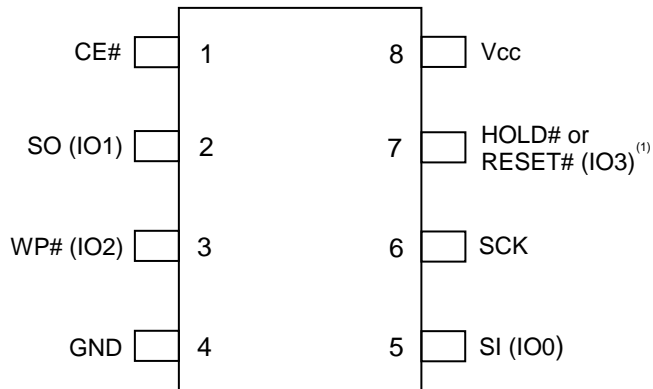 CE# 1 8 Vcc
SO (IO1) 2 7 HOLD# or
RESET# (IO3)(1)
WP# (IO2) 3 6 SCK
GND 4 5 SI (IO0)